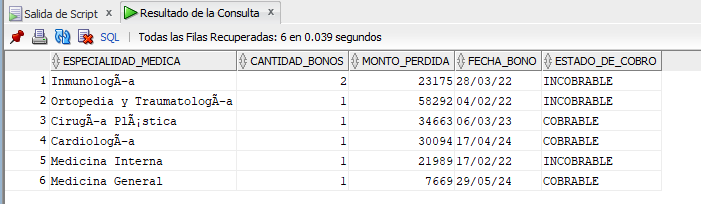 Salida de Script x Resultado de la Consulta x
SQL | Todas las Filas Recuperadas: 6 en 0.039 segundos
ESPECIALIDAD_MEDICA CANTIDAD_BONOS MONTO_PERDIDA FECHA_BONO ESTADO_DE_COBRO
1 InmunologÃ-a 2 23175 28/03/22 INCOBRABLE
2 Ortopedia y TraumatologÃ-a 1 58292 04/02/22 INCOBRABLE
3 CirugÃ-a PlÃ¡stica 1 34663 06/03/23 COBRABLE
4 CardiologÃ-a 1 30094 17/04/24 COBRABLE
5 Medicina Interna 1 21989 17/02/22 INCOBRABLE
6 Medicina General 1 7669 29/05/24 COBRABLE